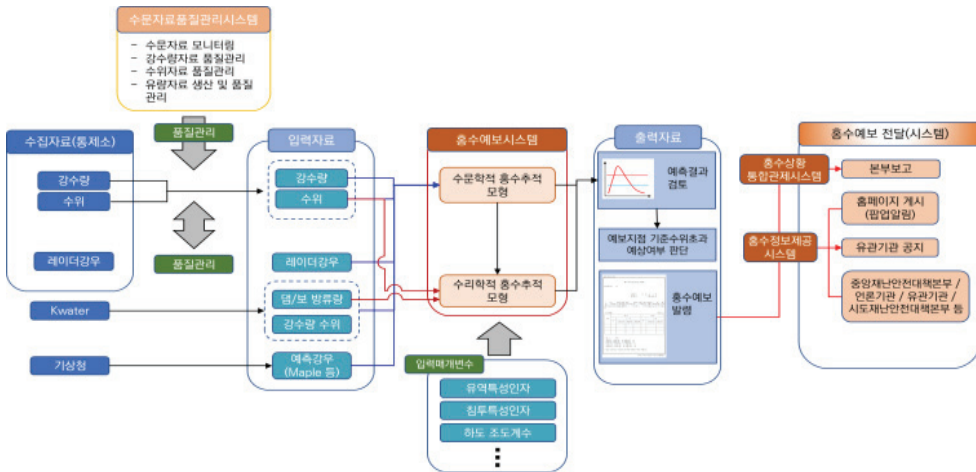 수문자료품질관리시스템
- 수문자료 모니터링
- 강수량자료 품질관리
- 수위자료 품질관리
- 유량자료 생산 및 품질
관리
품질관리
수집자료(통제소)
강수량
수위
레이더강우
품질관리
Kwater
기상청
입력자료
강수량
수위
레이더강우
댐/보 방류량
강수량 수위
예측강우
(Maple 등)
홍수예보시스템
수문학적 홍수추적
모형
수리학적 홍수추적
모형
입력매개변수
유역특성인자
침투특성인자
하도 조도계수
출력자료
예측결과
검토
예보지점 기준수위초과
예상여부 판단
홍수예보
발령
홍수상황
통합관제시스템
홍수정보제공
시스템
홍수예보 전달(시스템)
본부보고
홈페이지 게시
(팝업알림)
유관기관 공지
중앙재난안전대책본부 /
언론기관 / 유관기관 /
시도재난안전대책본부 등